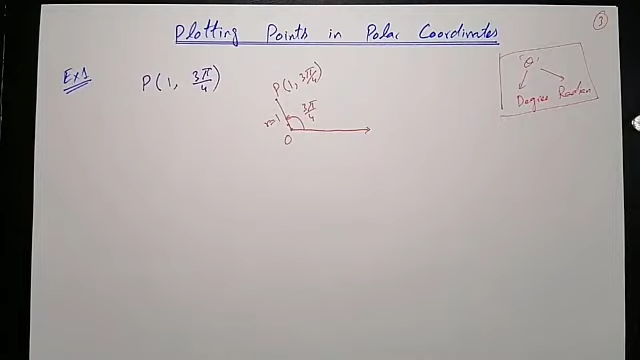 Plotting Points in Polar Coordinates
3
Ex1
P(1, 3π/4)
P(1, 3π/4)
r=1
3π/4
O
'θ'
Degree Radian